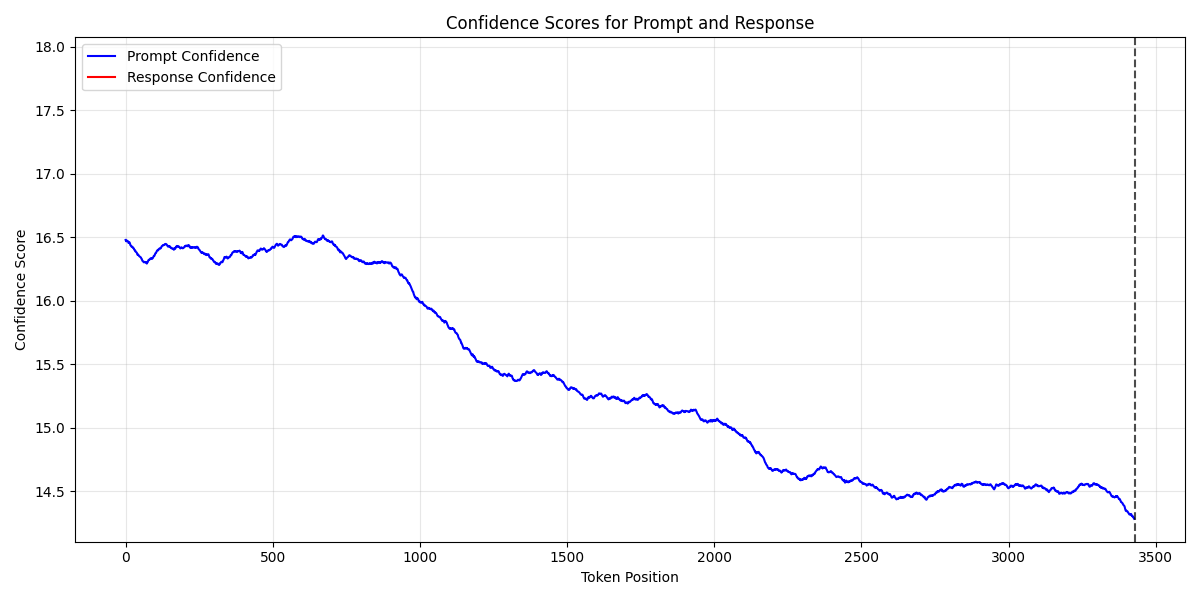 Confidence Scores for Prompt and Response
Prompt Confidence
Response Confidence
Confidence Score
18.0
17.5
17.0
16.5
16.0
15.5
15.0
14.5
0 500 1000 1500 2000 2500 3000 3500
Token Position